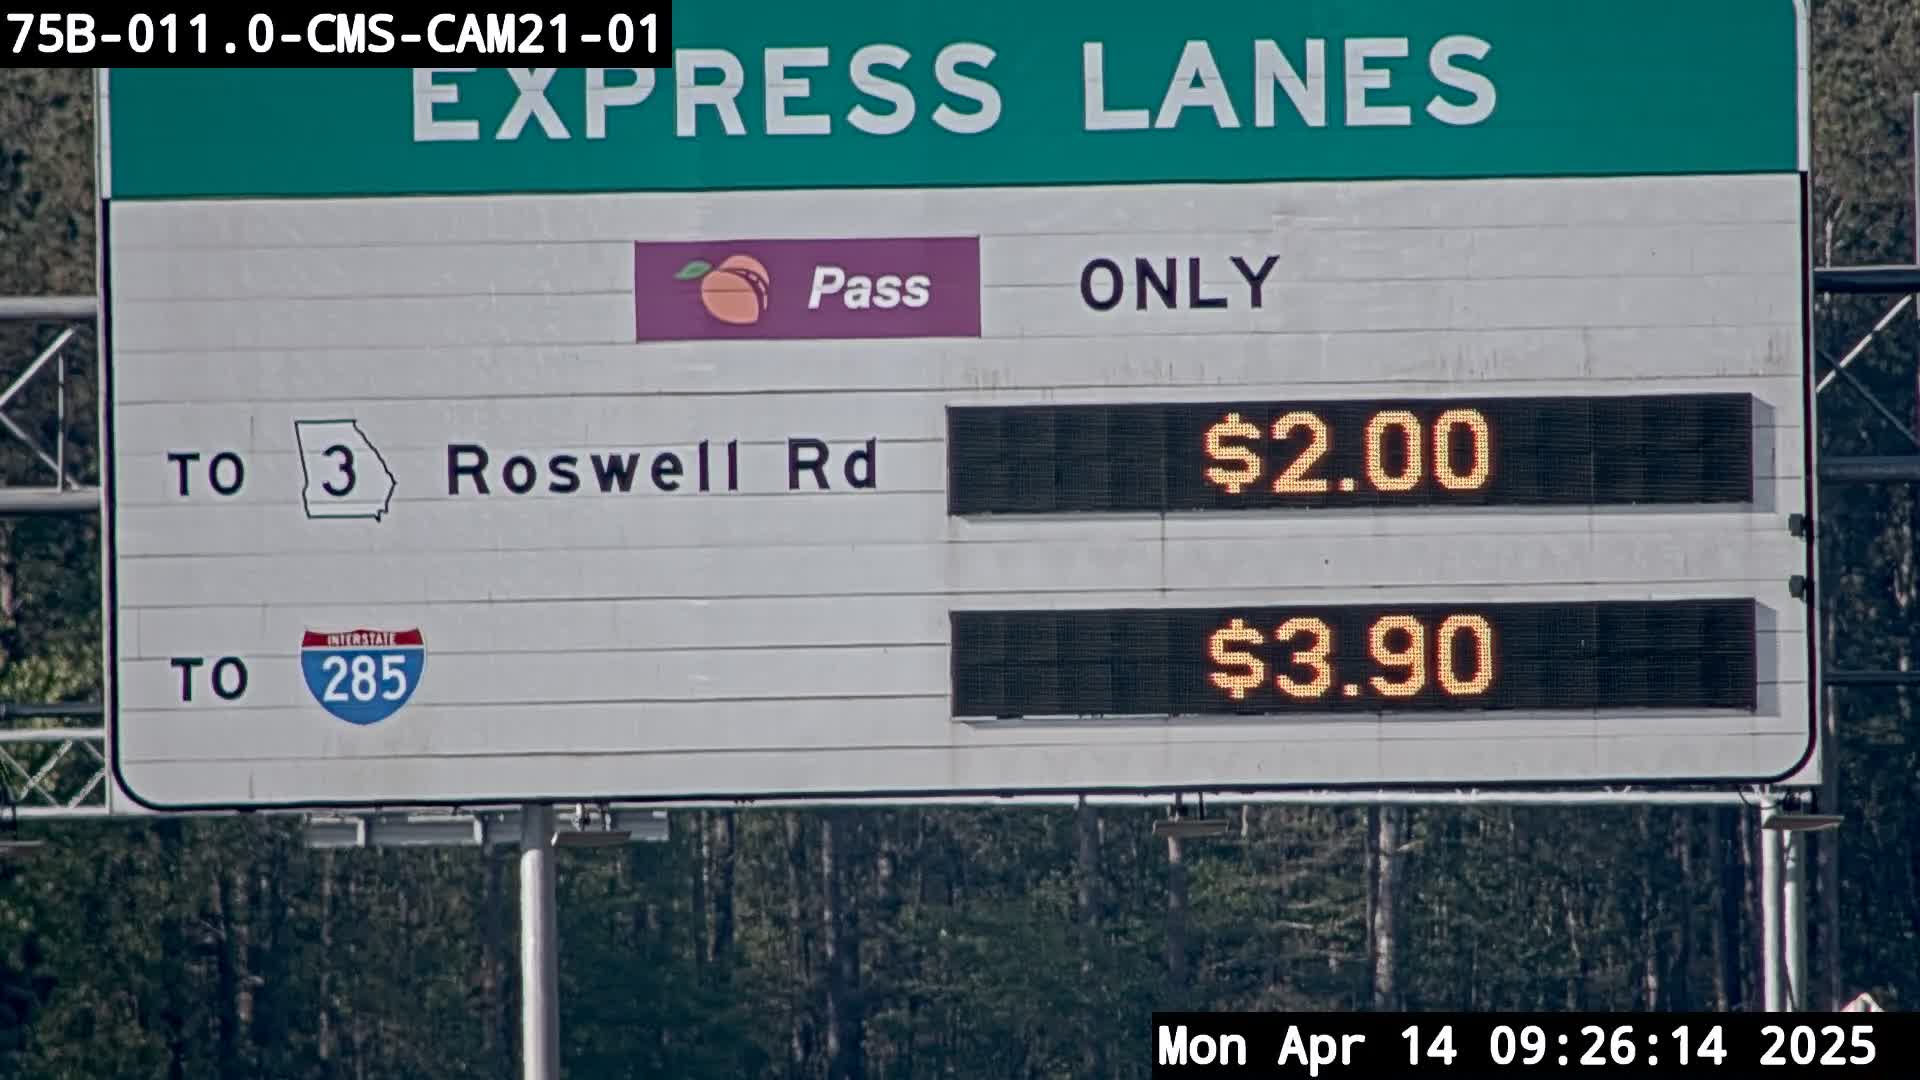 75B-011.0-CMS-CAM21-01
EXPRESS LANES
Pass ONLY
TO 3 Roswell Rd $2.00
TO INTERSTATE 285 $3.90
Mon Apr 14 09:26:14 2025